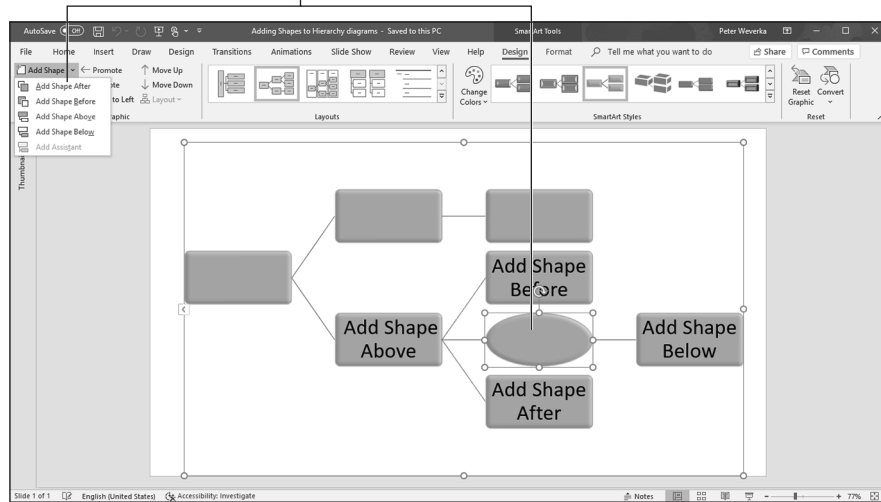 AutoSave Off
Adding Shapes to Hierarchy diagrams - Saved to this PC
SmartArt Tools
Peter Weverka
File Home Insert Draw Design Transitions Animations Slide Show Review View Help Design Format Tell me what you want to do Share Comments
Add Shape Promote Move Up
Move Down
to Left Layout
Add Shape After
Add Shape Before
Add Shape Above
Add Shape Below
Add Assistant
Change
Colors
Reset Convert
Graphic
Layouts SmartArt Styles Reset
Add Shape
Before
Add Shape
Above
Add Shape
Below
Add Shape
After
Slide 1 of 1 English (United States) Accessibility: Investigate Notes 77%